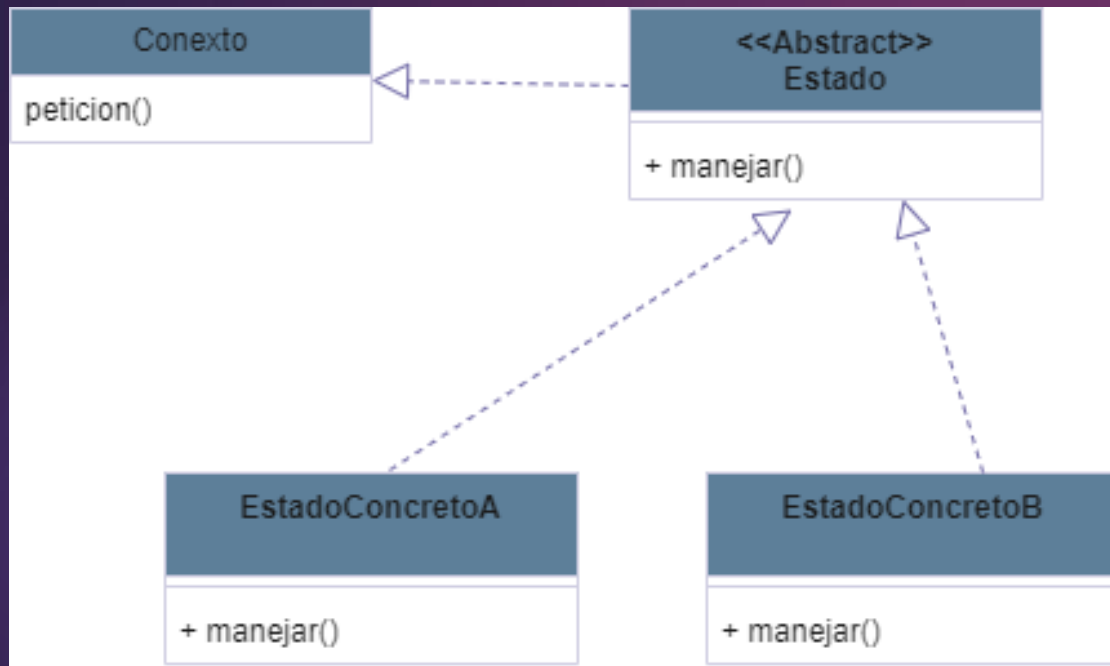 Conexto
peticion()
<<Abstract>>
Estado
+ manejar()
EstadoConcretoA
+ manejar()
EstadoConcretoB
+ manejar()